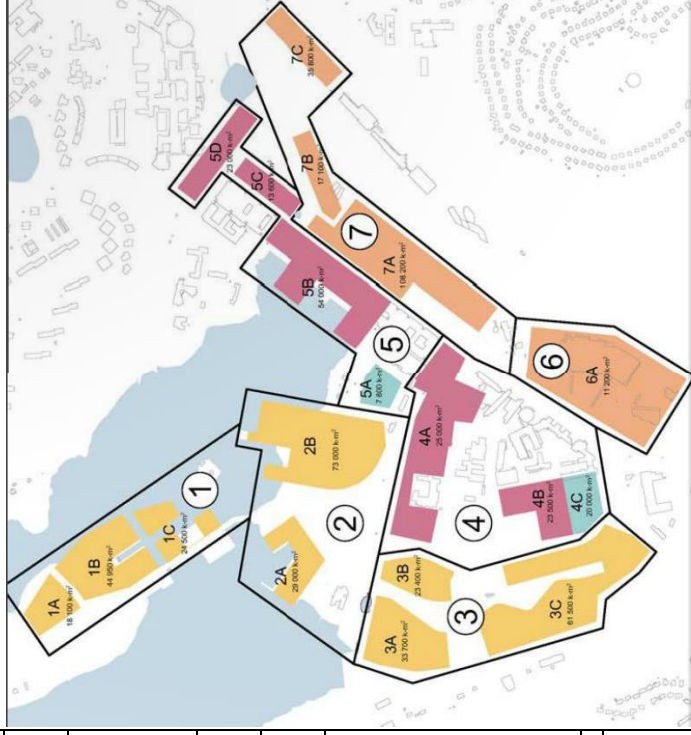 7C
35 800 k-m²
5D
23 000 k-m²
5C
13 600 k-m²
7B
17 100 k-m²
7
7A
108 200 k-m²
5B
54 000 k-m²
5
5A
7 800 k-m²
6
6A
11 200 k-m²
4A
25 000 k-m²
4B
23 500 k-m²
4C
20 000 k-m²
4
2B
73 000 k-m²
2
2A
29 000 k-m²
1
1A
18 100 k-m²
1B
44 950 k-m²
1C
24 500 k-m²
3A
33 700 k-m²
3B
23 400 k-m²
3
3C
61 500 k-m²